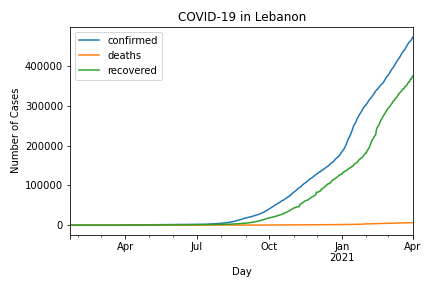 COVID-19 in Lebanon
confirmed
deaths
recovered
Number of Cases
400000
300000
200000
100000
0
Apr Jul Oct Jan Apr
2021
Day